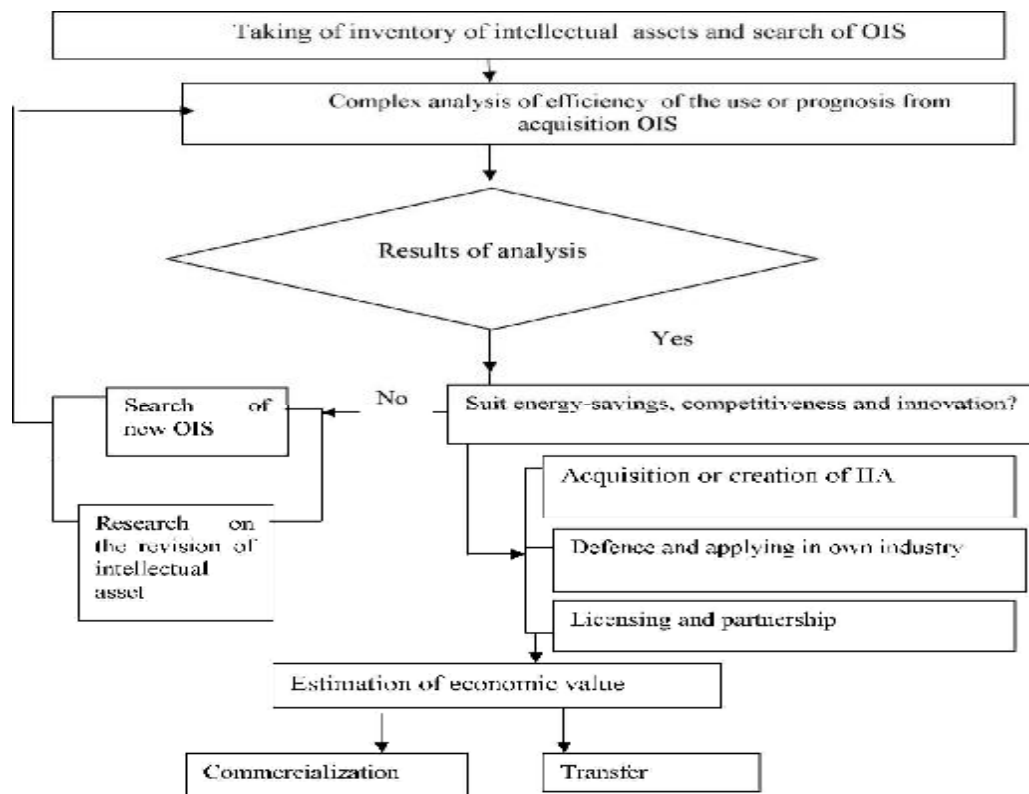 Taking of inventory of intellectual assets and search of OIS
Complex analysis of efficiency of the use or prognosis from
acquisition OIS
Results of analysis
Yes
No
Suit energy-savings, competitiveness and innovation?
Search of
new OIS
Research on
the revision of
intellectual
asset
Acquisition or creation of IIA
Defence and applying in own industry
Licensing and partnership
Estimation of economic value
Commercialization
Transfer